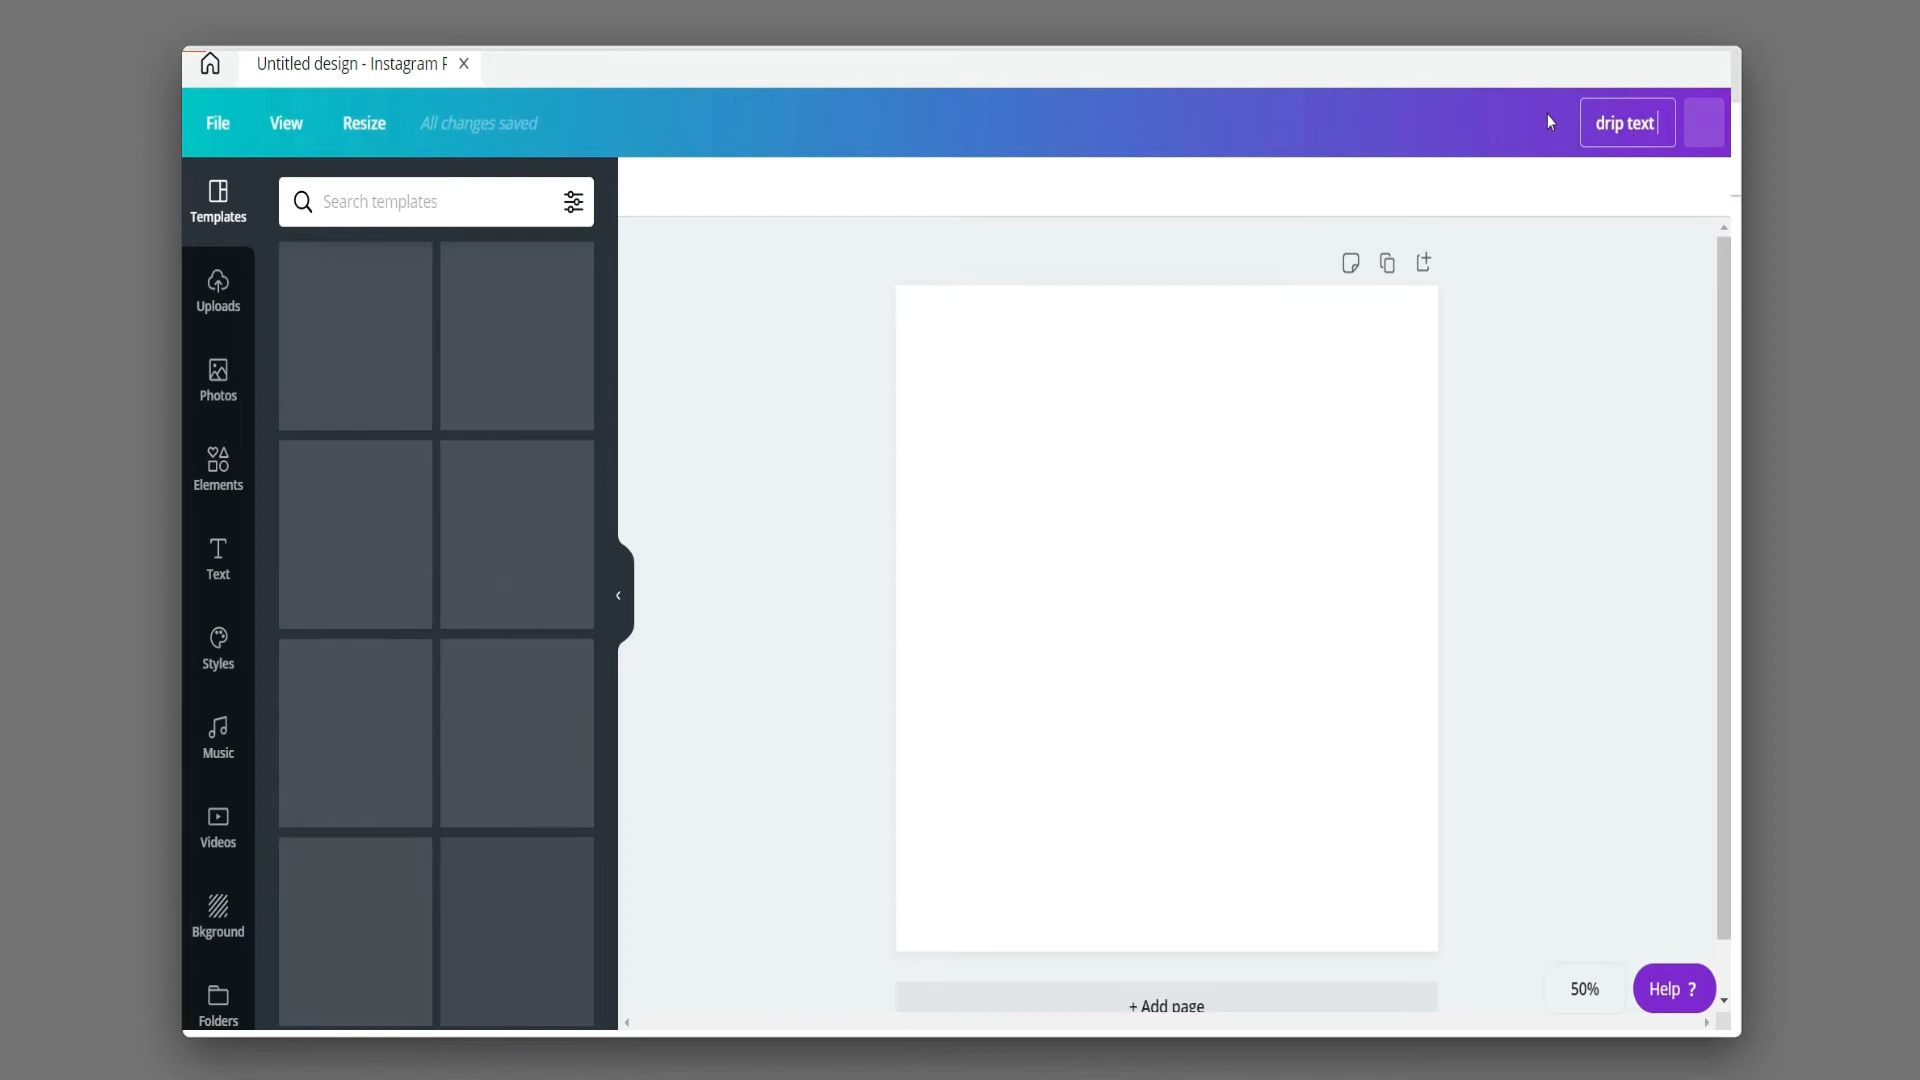 Untitled design - Instagram P
File
View
Resize
All changes saved
drip text
Templates
Search templates
Uploads
Photos
Elements
Text
Styles
Music
Videos
Bkground
Folders
+ Add page
50%
Help ?